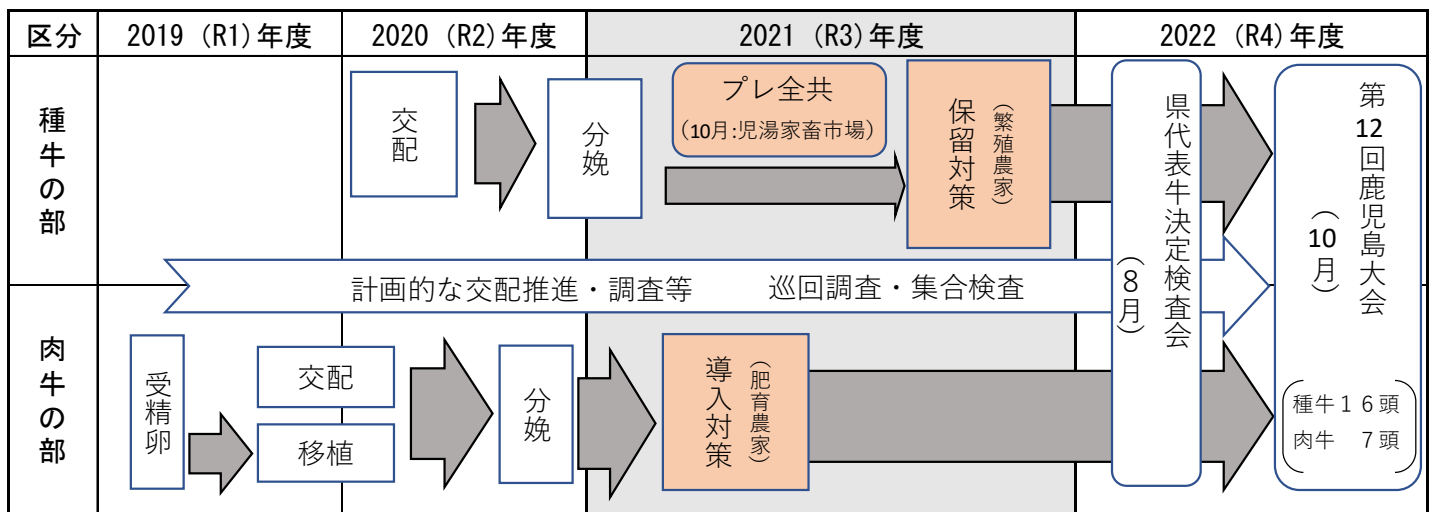 区分
2019 (R1)年度
2020 (R2)年度
2021 (R3)年度
2022 (R4)年度
種牛の部
交配
分娩
プレ全共
(10月:児湯家畜市場)
保留対策
(繁殖農家)
県代表牛決定検査会
(8月)
第12回鹿児島大会
(10月)
計画的な交配推進・調査等
巡回調査・集合検査
肉牛の部
受精卵
交配
移植
分娩
導入対策
(肥育農家)
種牛16頭
肉牛 7頭